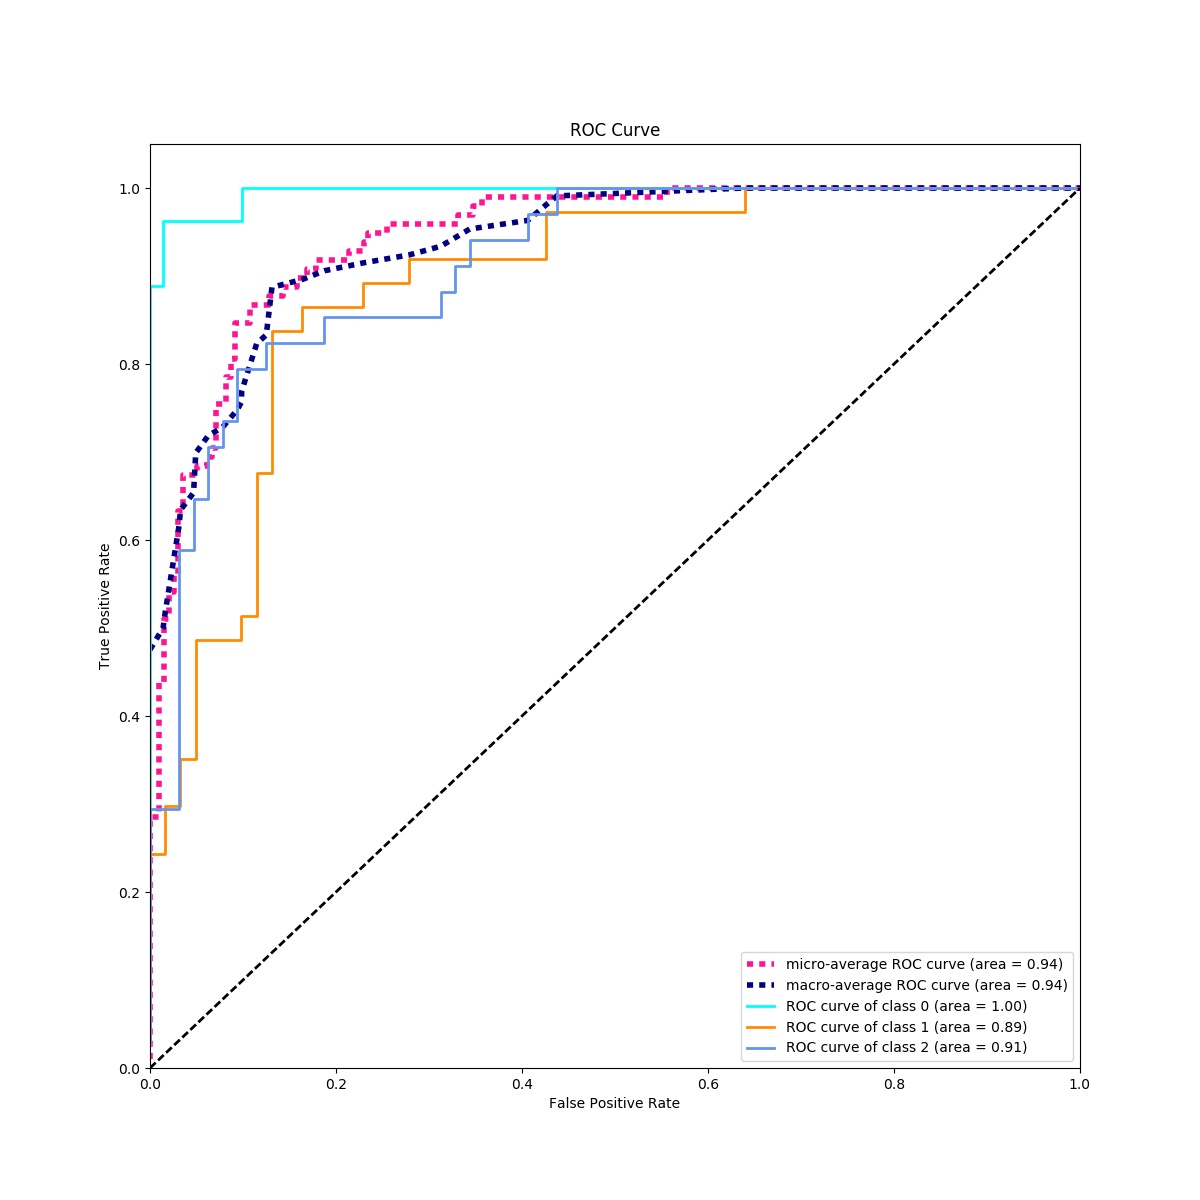 ROC Curve
1.0
0.8
0.6
0.4
0.2
0.0
True Positive Rate
0.0 0.2 0.4 0.6 0.8 1.0
False Positive Rate
micro-average ROC curve (area = 0.94)
macro-average ROC curve (area = 0.94)
ROC curve of class 0 (area = 1.00)
ROC curve of class 1 (area = 0.89)
ROC curve of class 2 (area = 0.91)